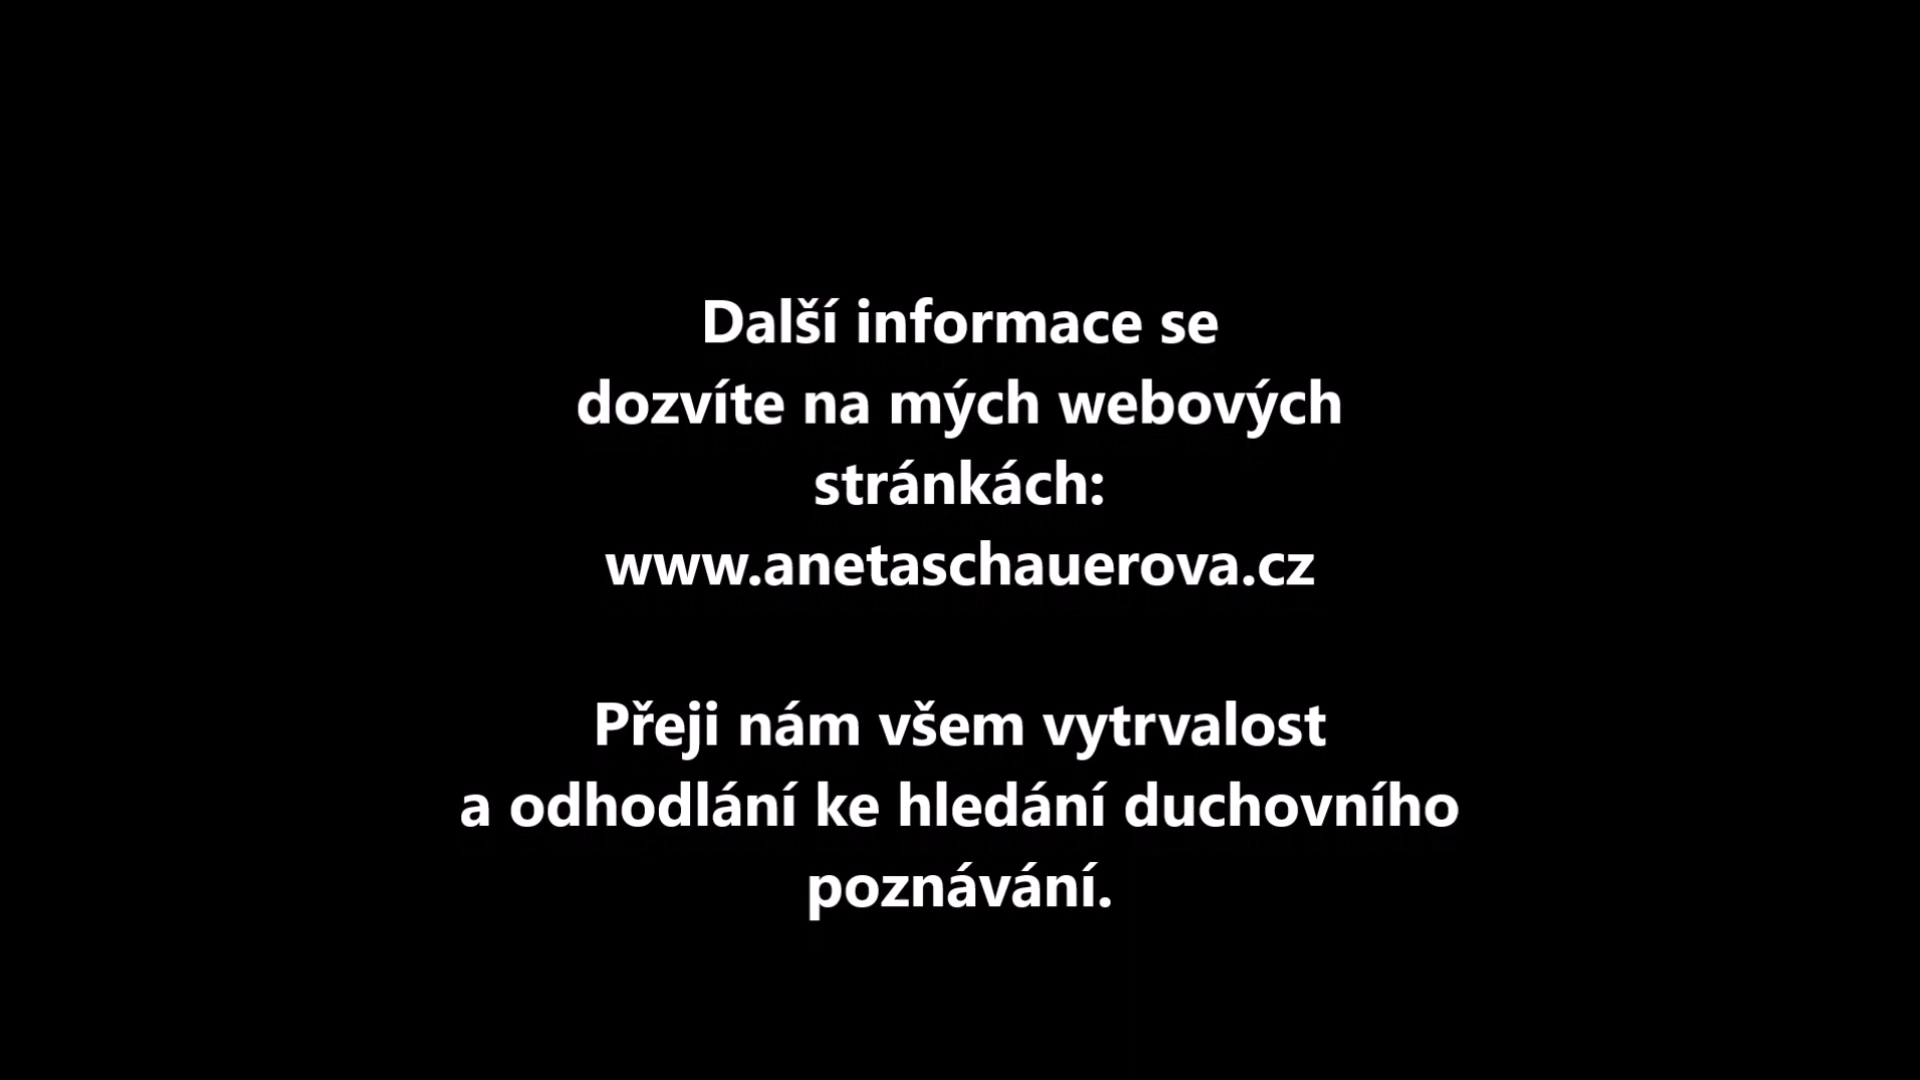 Další informace se
dozvíte na mých webových
stránkách:
www.anetaschauerova.cz
Přeji nám všem vytrvalost
a odhodlání ke hledání duchovního
poznávání.